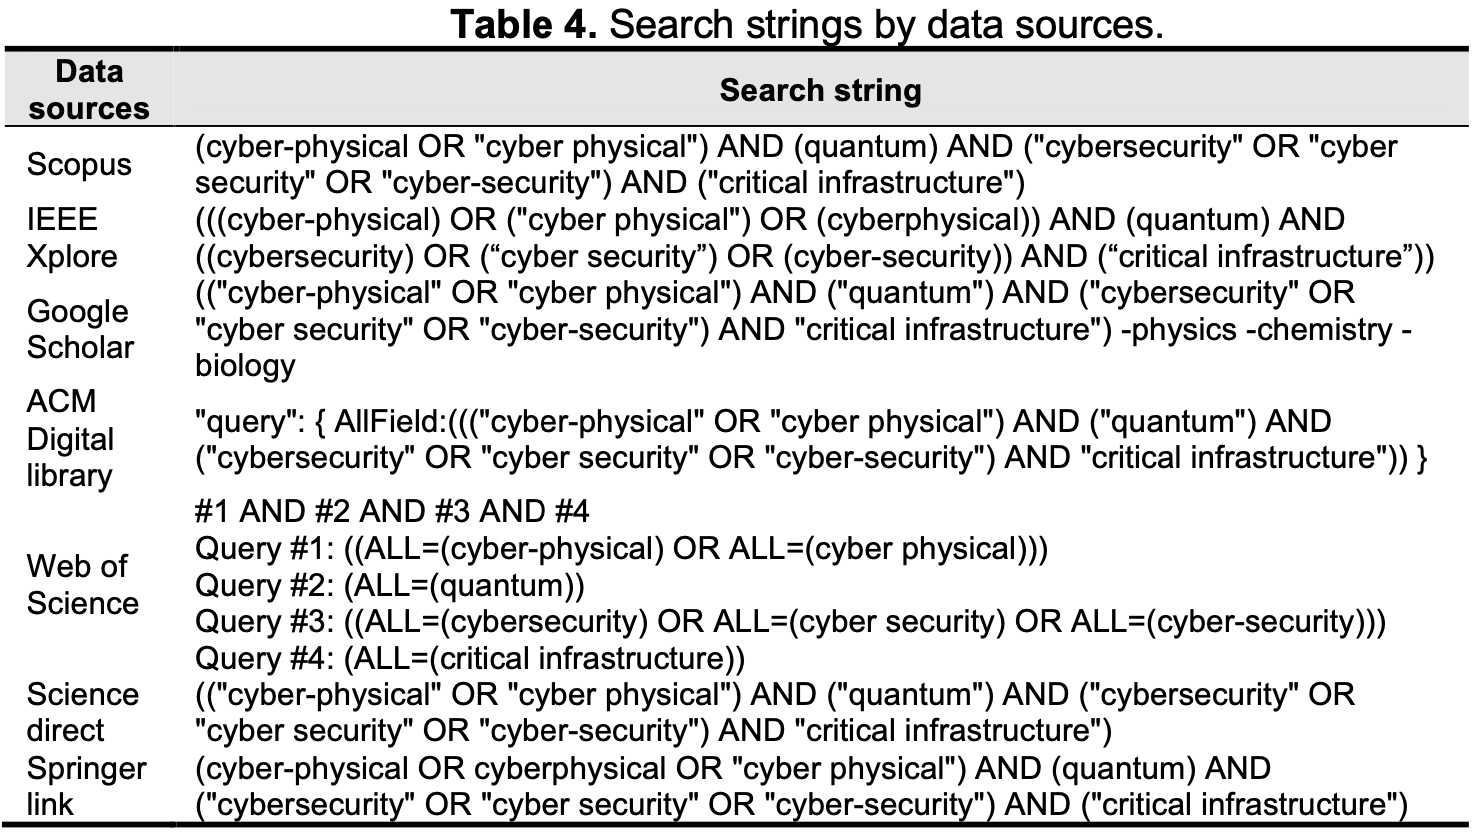 Table 4. Search strings by data sources.
Data
sources
Search string
Scopus
(cyber-physical OR "cyber physical") AND (quantum) AND ("cybersecurity" OR "cyber
security" OR "cyber-security") AND ("critical infrastructure")
IEEE
Xplore
(((cyber-physical) OR ("cyber physical") OR (cyberphysical)) AND (quantum) AND
((cybersecurity) OR (“cyber security”) OR (cyber-security)) AND (“critical infrastructure”))
Google
Scholar
(("cyber-physical" OR "cyber physical") AND ("quantum") AND ("cybersecurity" OR
"cyber security" OR "cyber-security") AND "critical infrastructure") -physics -chemistry -
biology
ACM
Digital
library
"query": { AllField:((("cyber-physical" OR "cyber physical") AND ("quantum") AND
("cybersecurity" OR "cyber security" OR "cyber-security") AND "critical infrastructure")) }
Web of
Science
#1 AND #2 AND #3 AND #4
Query #1: ((ALL=(cyber-physical) OR ALL=(cyber physical)))
Query #2: (ALL=(quantum))
Query #3: ((ALL=(cybersecurity) OR ALL=(cyber security) OR ALL=(cyber-security)))
Query #4: (ALL=(critical infrastructure))
Science
direct
(("cyber-physical" OR "cyber physical") AND ("quantum") AND ("cybersecurity" OR
"cyber security" OR "cyber-security") AND "critical infrastructure")
Springer
link
(cyber-physical OR cyberphysical OR "cyber physical") AND (quantum) AND
("cybersecurity" OR "cyber security" OR "cyber-security") AND ("critical infrastructure")